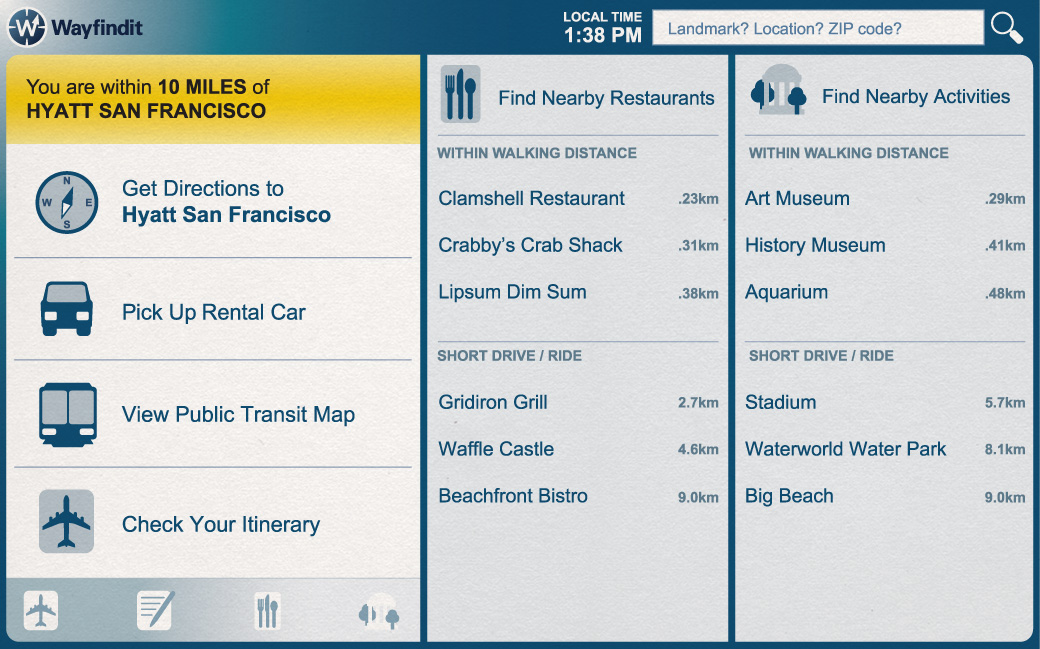 Wayfindit
LOCAL TIME
1:38 PM
Landmark? Location? ZIP code?
You are within 10 MILES of
HYATT SAN FRANCISCO
N
W E
S
Get Directions to
Hyatt San Francisco
Pick Up Rental Car
View Public Transit Map
Check Your Itinerary
Find Nearby Restaurants
WITHIN WALKING DISTANCE
Clamshell Restaurant .23km
Crabby’s Crab Shack .31km
Lipsum Dim Sum .38km
SHORT DRIVE / RIDE
Gridiron Grill 2.7km
Waffle Castle 4.6km
Beachfront Bistro 9.0km
Find Nearby Activities
WITHIN WALKING DISTANCE
Art Museum .29km
History Museum .41km
Aquarium .48km
SHORT DRIVE / RIDE
Stadium 5.7km
Waterworld Water Park 8.1km
Big Beach 9.0km